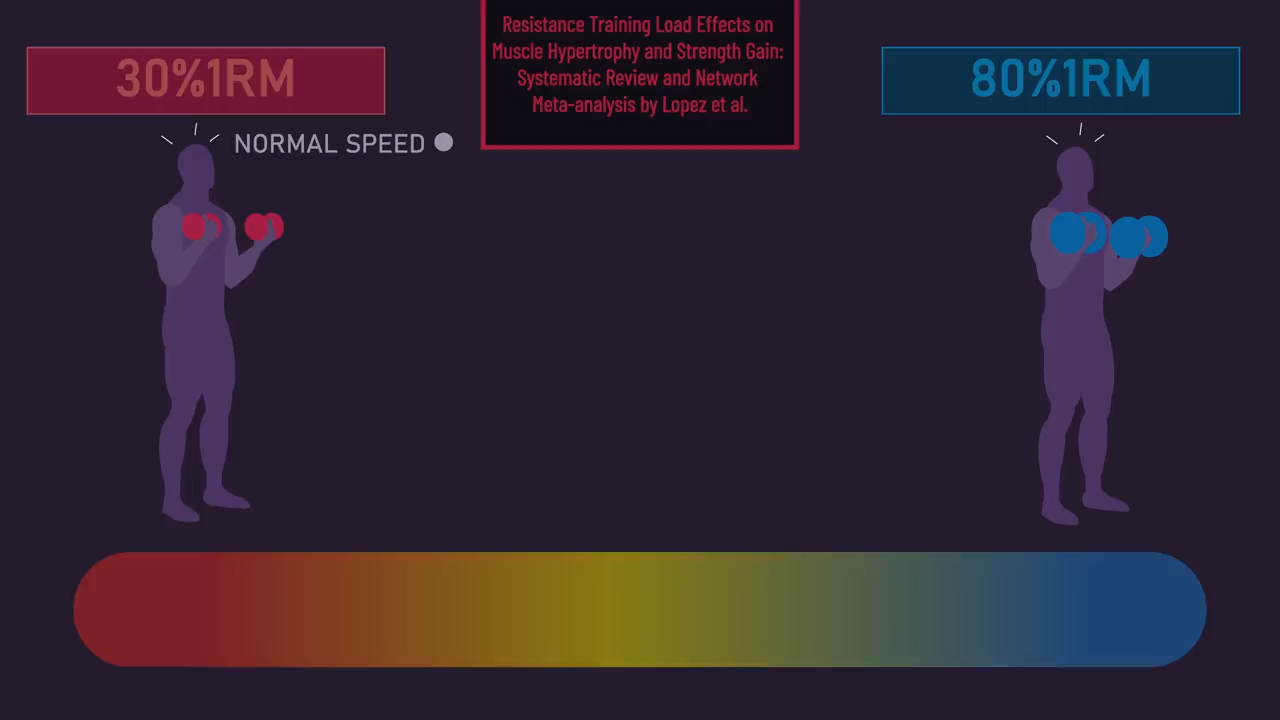 30%1RM
Resistance Training Load Effects on
Muscle Hypertrophy and Strength Gain:
Systematic Review and Network
Meta-analysis by Lopez et al.
80%1RM
NORMAL SPEED